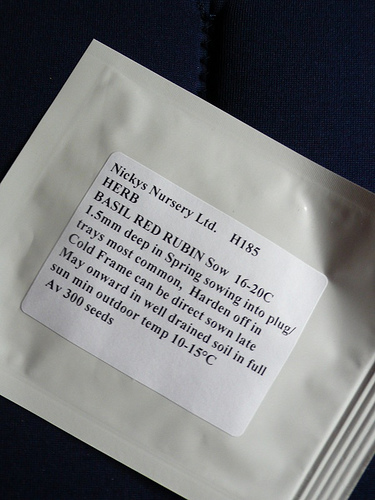 Nickys Nursery Ltd. H185
HERB
BASIL RED RUBIN Sow 16-20C
1.5mm deep in Spring sowing into plug/
trays most common, Harden off in
Cold Frame can be direct sown late
May onward in well drained soil in full
sun min outdoor temp 10-15°C
Av 300 seeds